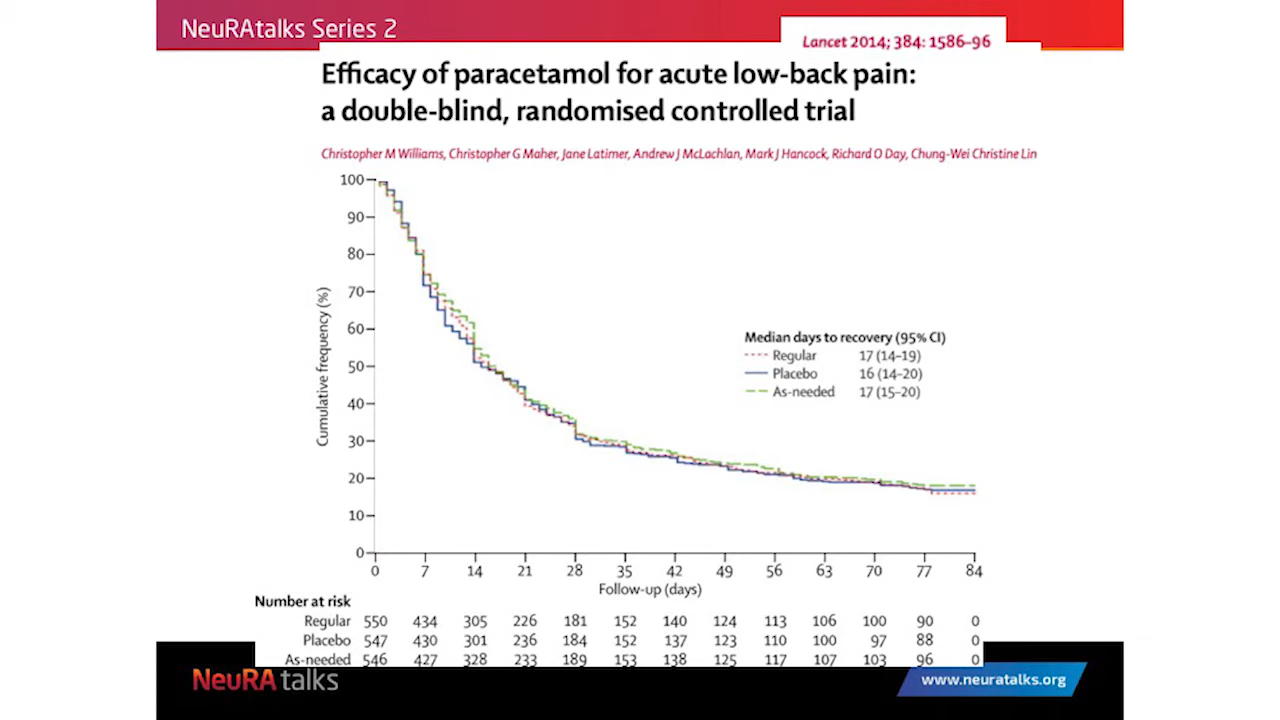 NeuRAtalks Series 2
Lancet 2014; 384: 1586–96
Efficacy of paracetamol for acute low-back pain:
a double-blind, randomised controlled trial
Christopher M Williams, Christopher G Maher, Jane Latimer, Andrew J McLachlan, Mark J Hancock, Richard O Day, Chung-Wei Christine Lin
100
90
80
70
60
50
40
30
20
10
0
Cumulative frequency (%)
Median days to recovery (95% CI)
Regular 17 (14–19)
Placebo 16 (14–20)
As-needed 17 (15–20)
0 7 14 21 28 35 42 49 56 63 70 77 84
Follow-up (days)
Number at risk
Regular 550 434 305 226 181 152 140 124 113 106 100 90 0
Placebo 547 430 301 236 184 152 137 123 110 100 97 88 0
As-needed 546 427 328 233 189 153 138 125 117 107 103 96 0
NeuRA talks
www.neuratalks.org